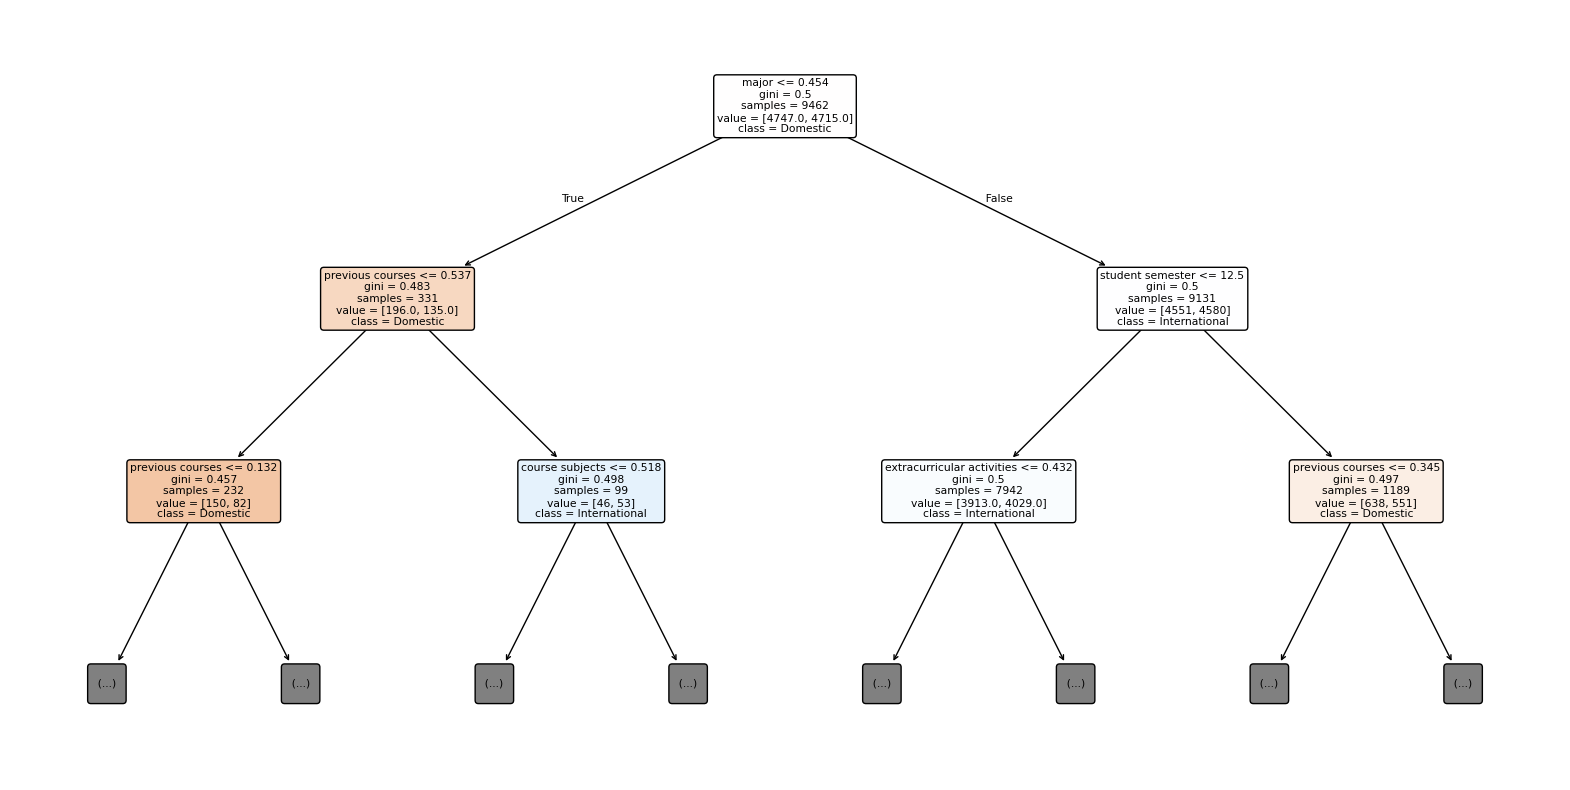 major <= 0.454
gini = 0.5
samples = 9462
value = [4747.0, 4715.0]
class = Domestic
True
False
previous courses <= 0.537
gini = 0.483
samples = 331
value = [196.0, 135.0]
class = Domestic
student semester <= 12.5
gini = 0.5
samples = 9131
value = [4551, 4580]
class = International
previous courses <= 0.132
gini = 0.457
samples = 232
value = [150, 82]
class = Domestic
course subjects <= 0.518
gini = 0.498
samples = 99
value = [46, 53]
class = International
extracurricular activities <= 0.432
gini = 0.5
samples = 7942
value = [3913.0, 4029.0]
class = International
previous courses <= 0.345
gini = 0.497
samples = 1189
value = [638, 551]
class = Domestic
(...)
(...)
(...)
(...)
(...)
(...)
(...)
(...)